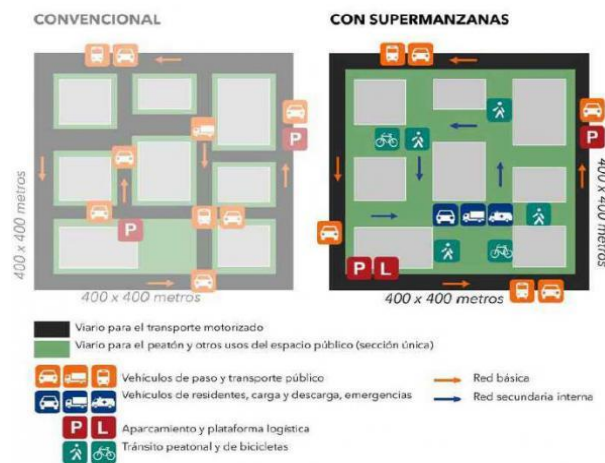 CONVENCIONAL
CON SUPERMANZANAS
P
P
P
P L
400 x 400 metros
400 x 400 metros
400 x 400 metros
400 x 400 metros
Viario para el transporte motorizado
Viario para el peatón y otros usos del espacio público (sección única)
Vehículos de paso y transporte público
Red básica
Vehículos de residentes, carga y descarga, emergencias
Red secundaria interna
P L Aparcamiento y plataforma logística
Tránsito peatonal y de bicicletas